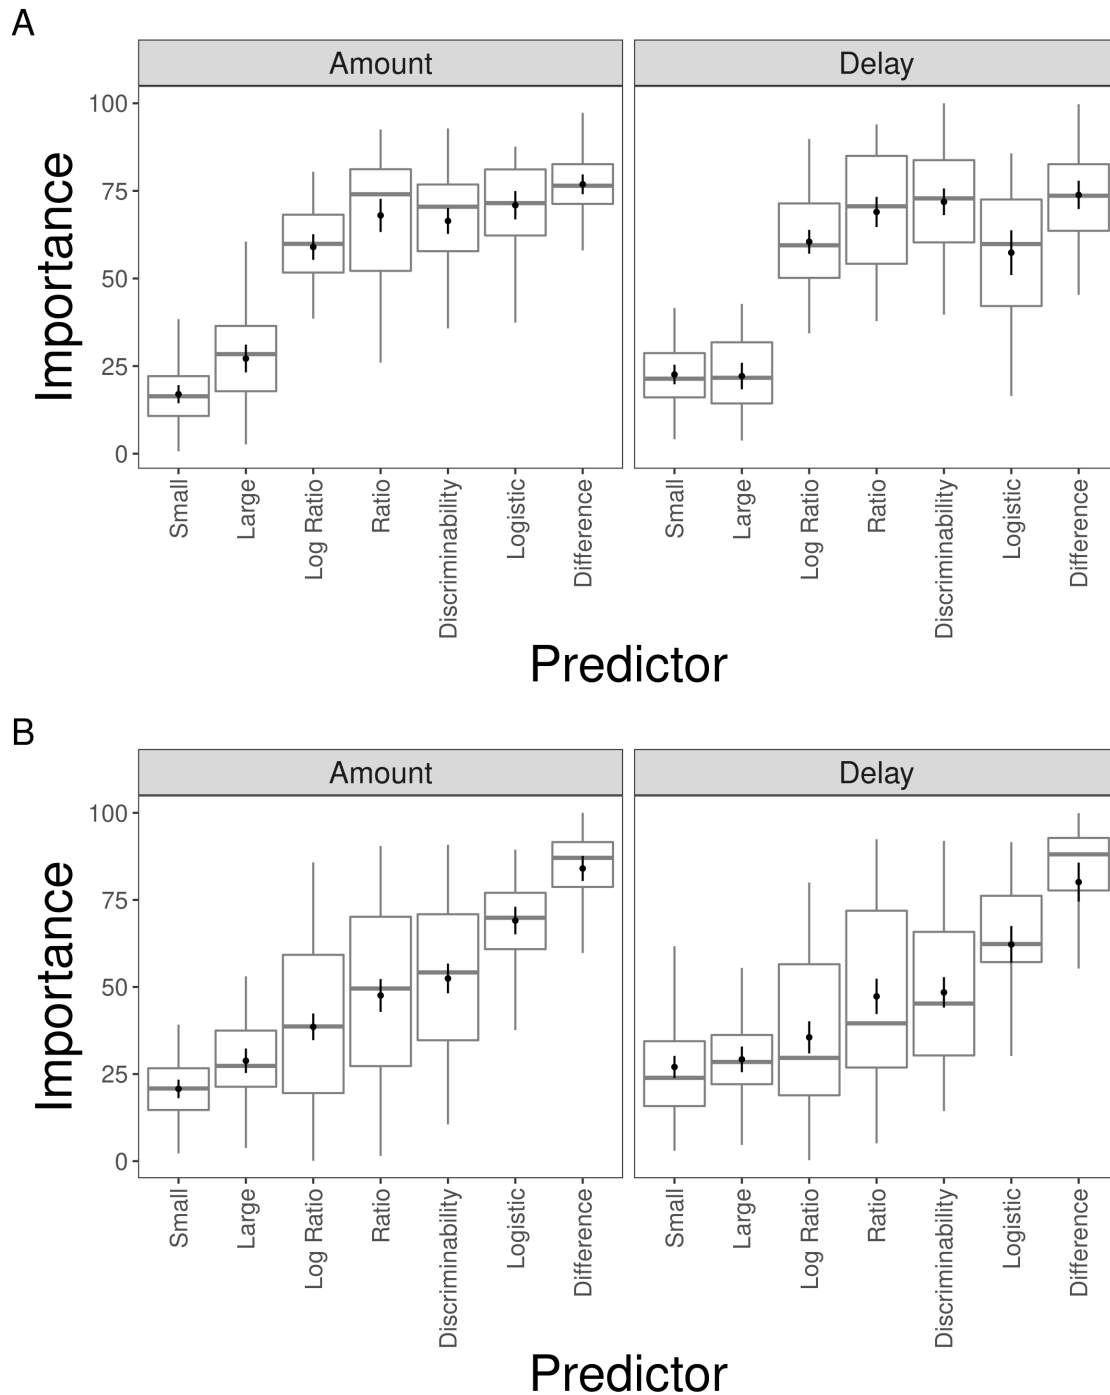 A
Amount Delay
Importance
100
75
50
25
0
Small Large Log Ratio Ratio Discriminability Logistic Difference Small Large Log Ratio Ratio Discriminability Logistic Difference
Predictor
B
Amount Delay
Importance
100
75
50
25
0
Small Large Log Ratio Ratio Discriminability Logistic Difference Small Large Log Ratio Ratio Discriminability Logistic Difference
Predictor